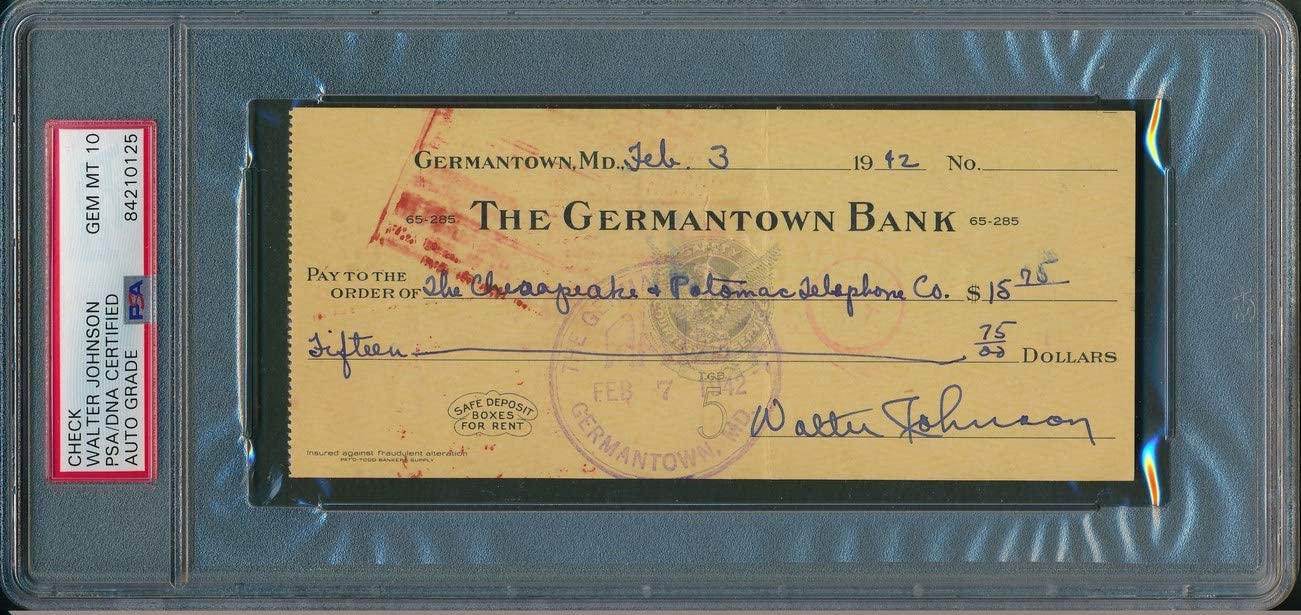 CHECK GEM MT 10
WALTER JOHNSON
PSA/DNA CERTIFIED
AUTO GRADE 84210125
PSA
GERMANTOWN, MD., Feb. 3 1942 No.
65-285 THE GERMANTOWN BANK 65-285
PAY TO THE
ORDER OF The Chesapeake + Potomac Telephone Co. $15 75
Fifteen 75/00 DOLLARS
FEB 7 1942
GERMANTOWN, MD.
5
SAFE DEPOSIT
BOXES
FOR RENT
Walter Johnson
Insured against fraudulent alteration